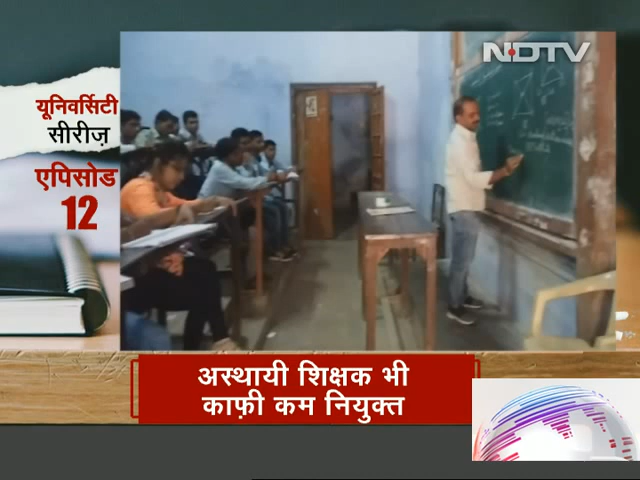 NDTV
यूनिवर्सिटी
सीरीज़
एपिसोड
12
अस्थायी शिक्षक भी
काफ़ी कम नियुक्त